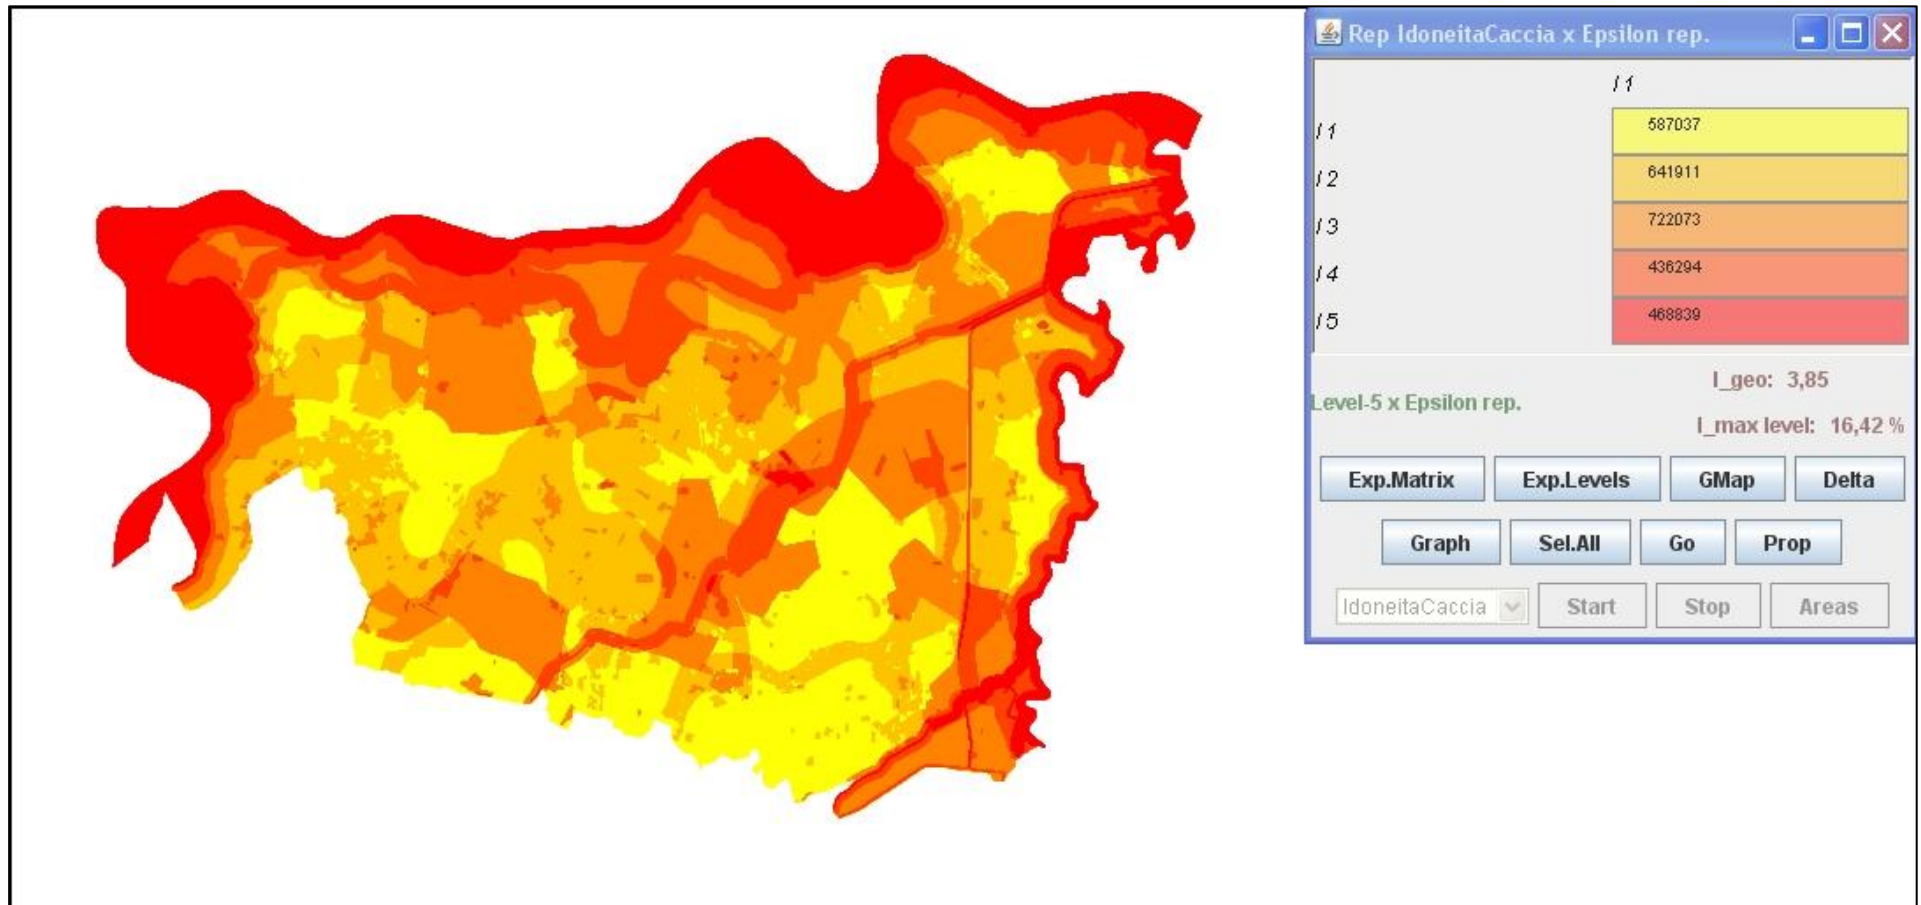 Rep IdoneitaCaccia x Epsilon rep.
l 1
l 1 587037
l 2 641911
l 3 722073
l 4 436294
l 5 468839
I_geo: 3,85
Level-5 x Epsilon rep.
I_max level: 16,42 %
Exp.Matrix Exp.Levels GMap Delta
Graph Sel.All Go Prop
IdoneitaCaccia Start Stop Areas